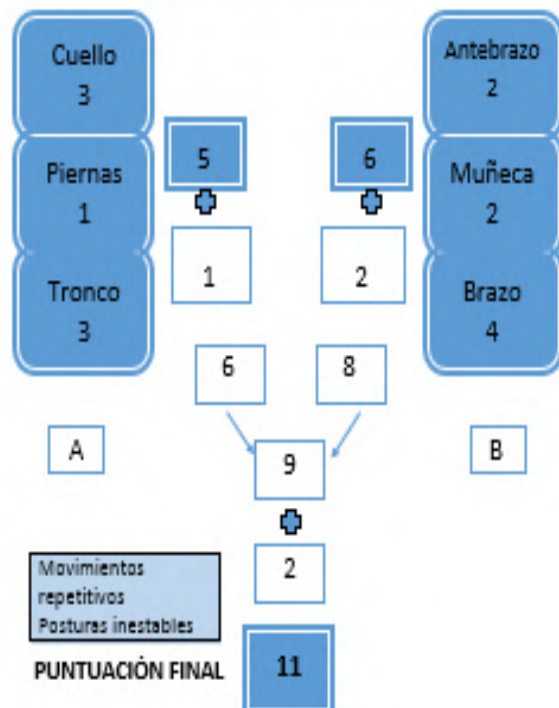 Cuello
3
Antebrazo
2
5
6
Piernas
1
Muñeca
2
1
2
Tronco
3
Brazo
4
6
8
A
9
B
2
Movimientos
repetitivos
Posturas inestables
PUNTUACIÓN FINAL
11